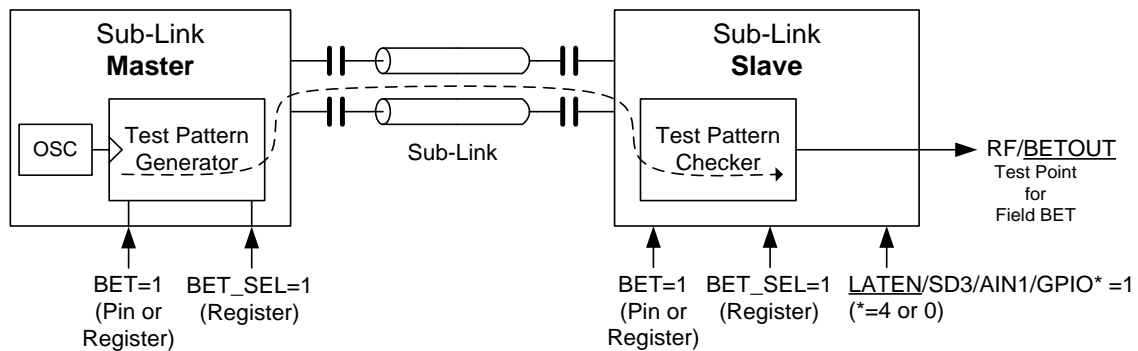 Sub-Link
Master
OSC
Test Pattern
Generator
Sub-Link
Sub-Link
Slave
Test Pattern
Checker
RF/BETOUT
Test Point
for
Field BET
BET=1
(Pin or
Register)
BET_SEL=1
(Register)
BET=1
(Pin or
Register)
BET_SEL=1
(Register)
LATEN/SD3/AIN1/GPIO* =1
(*=4 or 0)